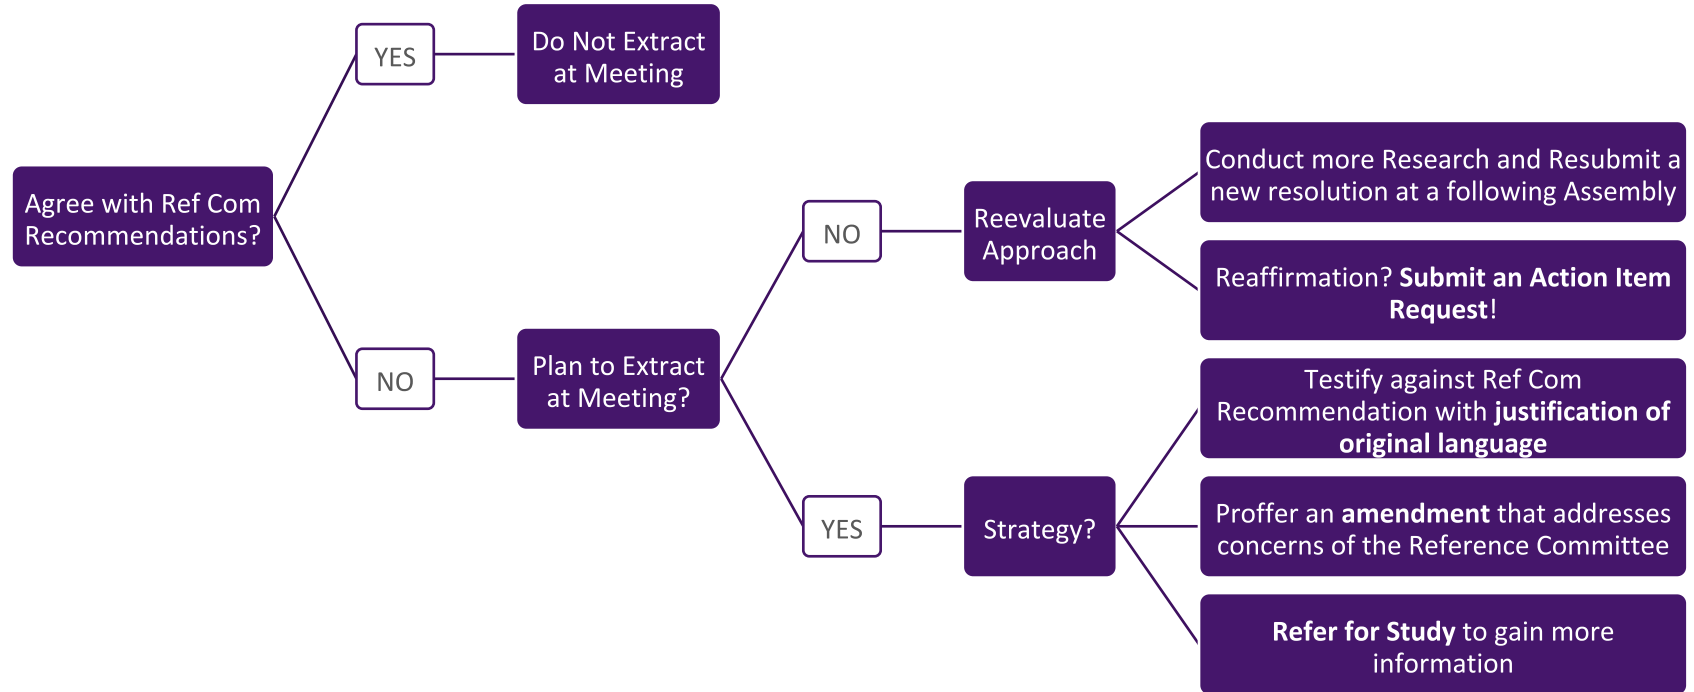 YES
Do Not Extract
at Meeting
Agree with Ref Com
Recommendations?
NO
Plan to Extract
at Meeting?
NO
Reevaluate
Approach
Conduct more Research and Resubmit a
new resolution at a following Assembly
Reaffirmation? Submit an Action Item
Request!
YES
Strategy?
Testify against Ref Com
Recommendation with justification of
original language
Proffer an amendment that addresses
concerns of the Reference Committee
Refer for Study to gain more
information